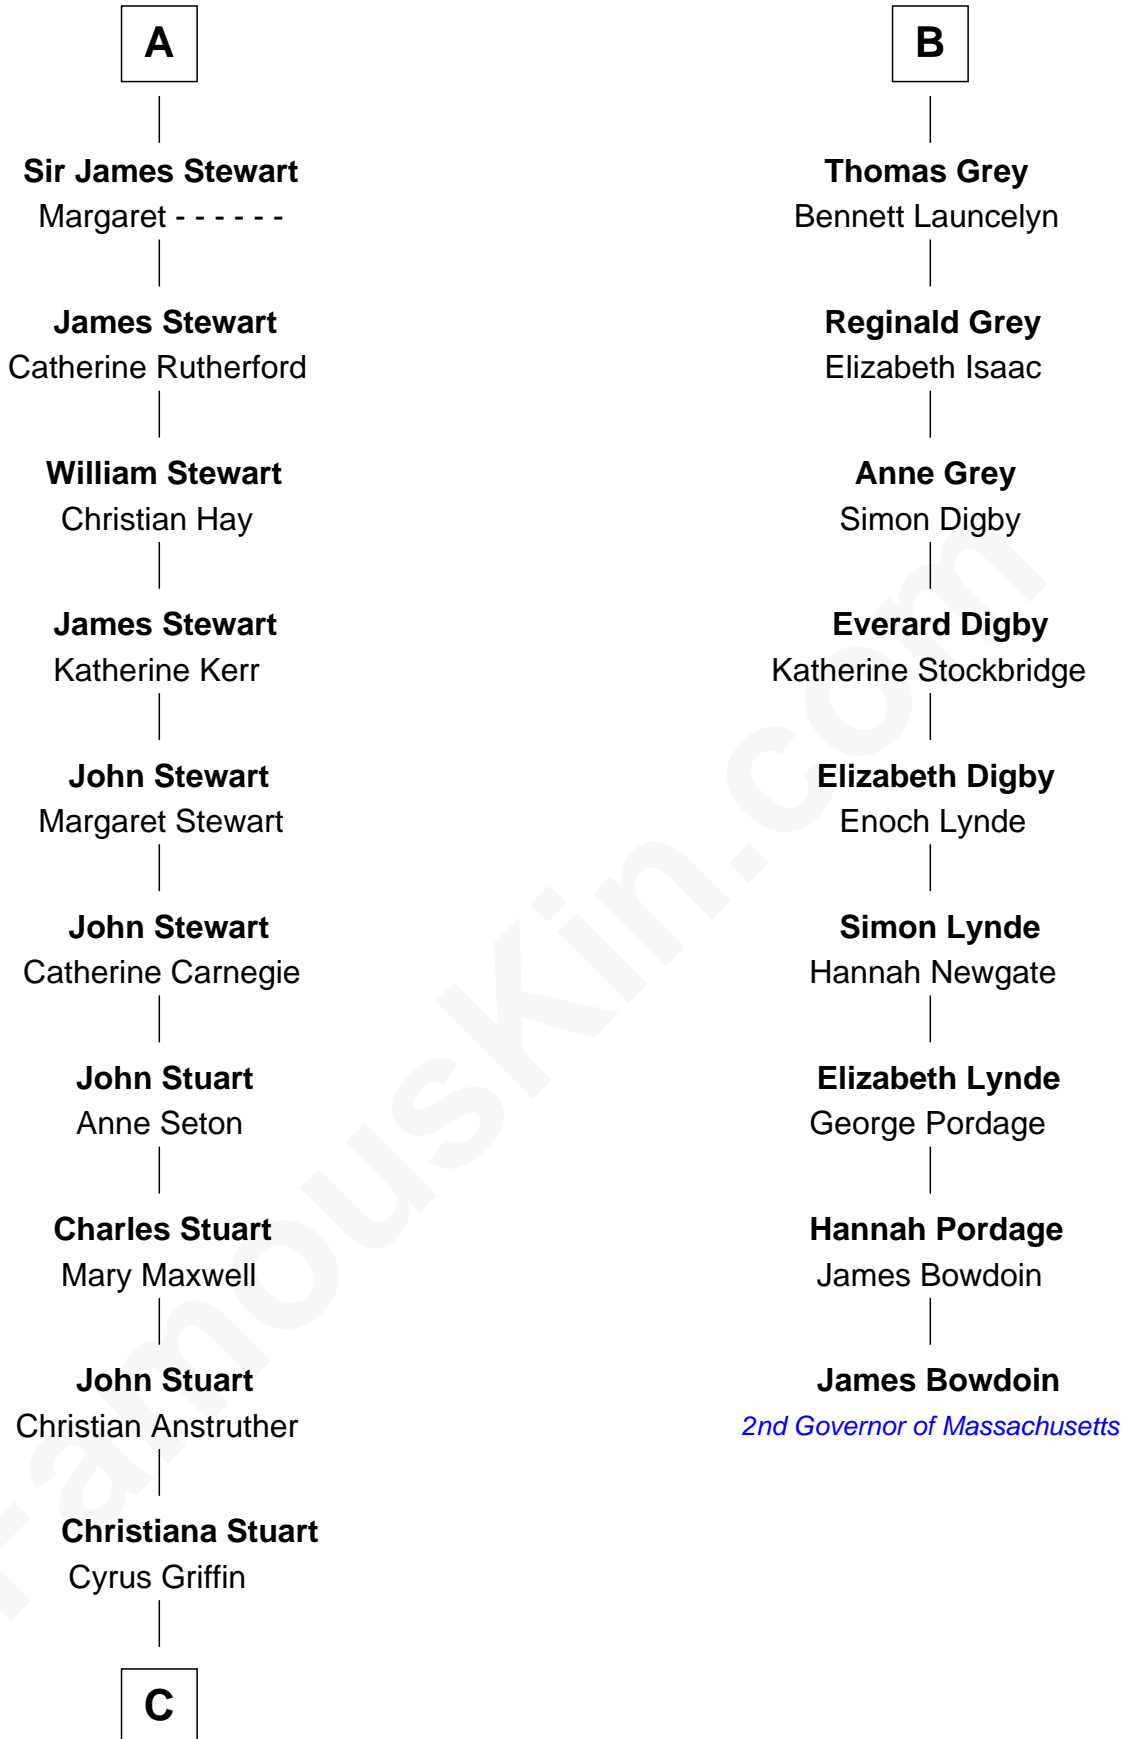 A
Sir James Stewart
Margaret - - - - - -
James Stewart
Catherine Rutherford
William Stewart
Christian Hay
James Stewart
Katherine Kerr
John Stewart
Margaret Stewart
John Stewart
Catherine Carnegie
John Stuart
Anne Seton
Charles Stuart
Mary Maxwell
John Stuart
Christian Anstruther
Christiana Stuart
Cyrus Griffin
C
B
Thomas Grey
Bennett Launcelyn
Reginald Grey
Elizabeth Isaac
Anne Grey
Simon Digby
Everard Digby
Katherine Stockbridge
Elizabeth Digby
Enoch Lynde
Simon Lynde
Hannah Newgate
Elizabeth Lynde
George Pordage
Hannah Pordage
James Bowdoin
James Bowdoin
2nd Governor of Massachusetts
FamousKin.com